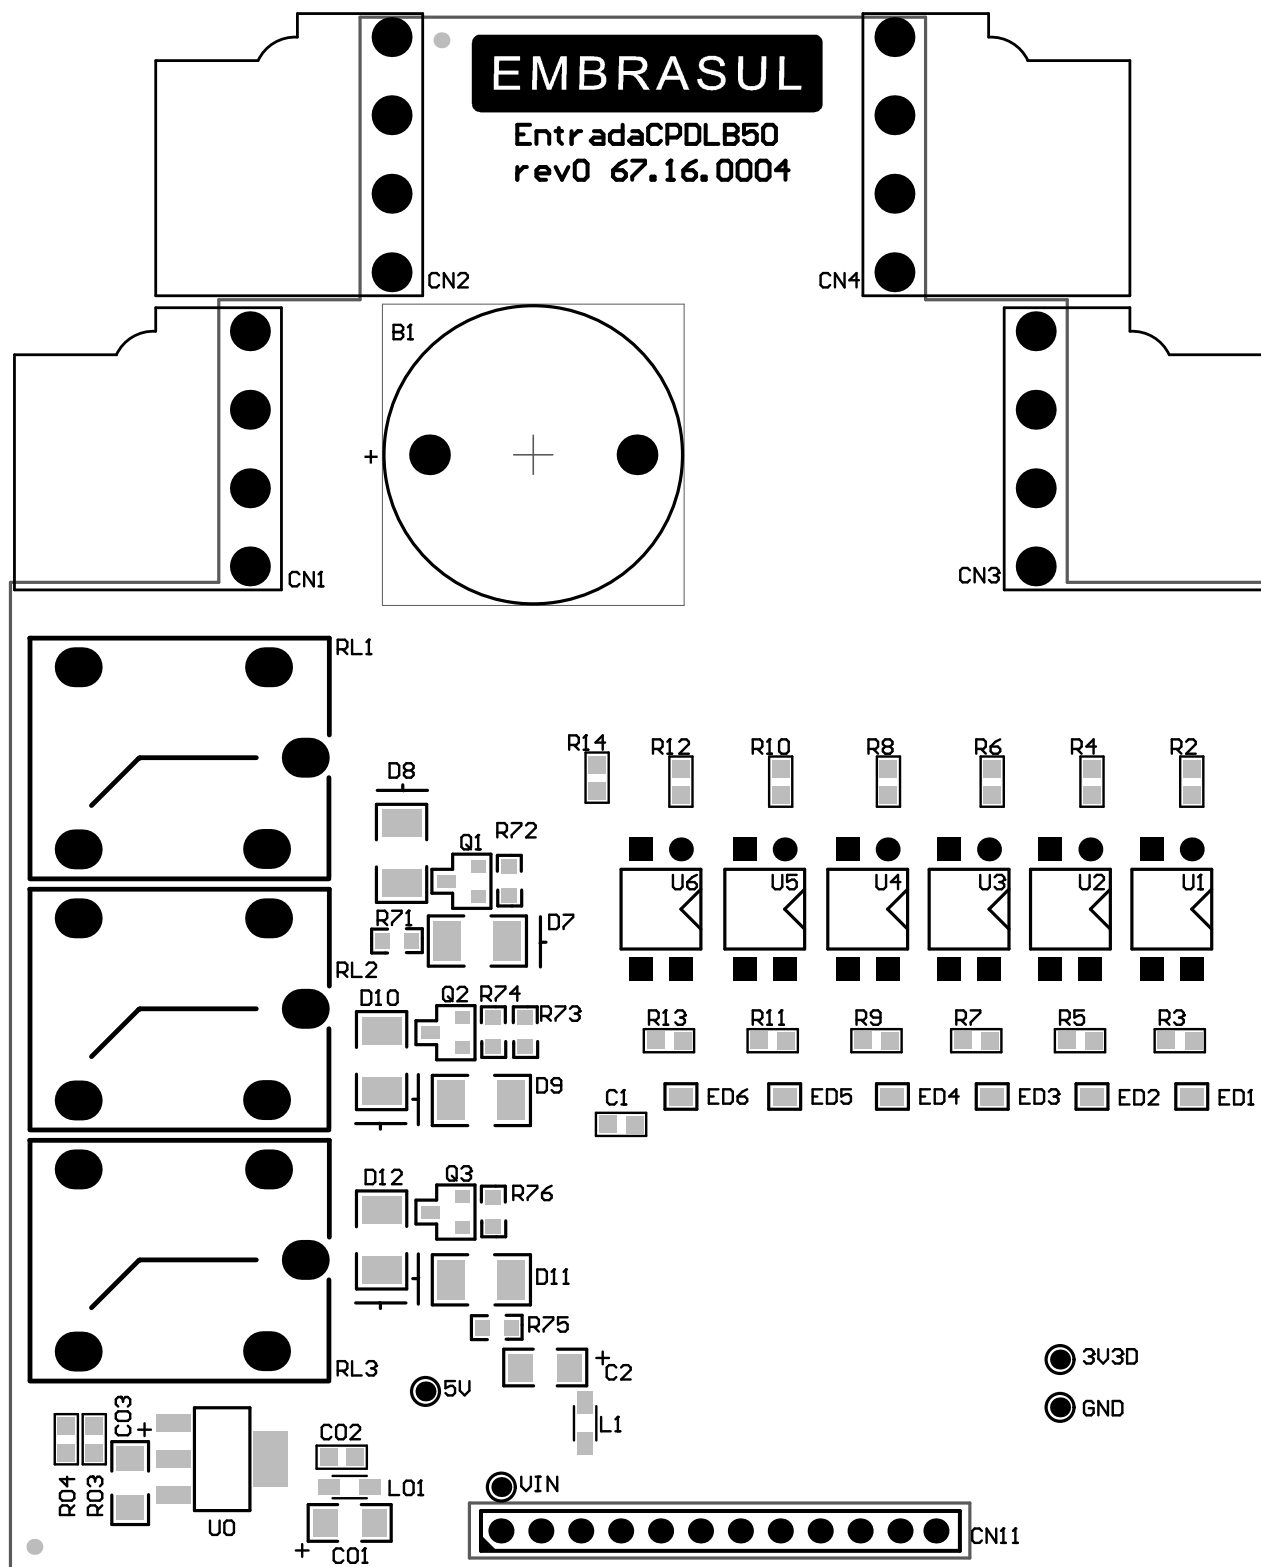 EMBRASUL
EntradaCPDLB50
rev0 67.16.0004
CN2
CN4
B1
+
CN1
CN3
RL1
R14
R12
R10
R8
R6
R4
R2
D8
Q1
R72
U6
U5
U4
U3
U2
U1
R71
D7
RL2
D10
Q2
R74
R73
R13
R11
R9
R7
R5
R3
D9
C1
ED6
ED5
ED4
ED3
ED2
ED1
D12
Q3
R76
D11
R75
RL3
+
C2
3V3D
5V
GND
L1
C03
+
C02
R04
R03
L01
VIN
U0
+
C01
CN11